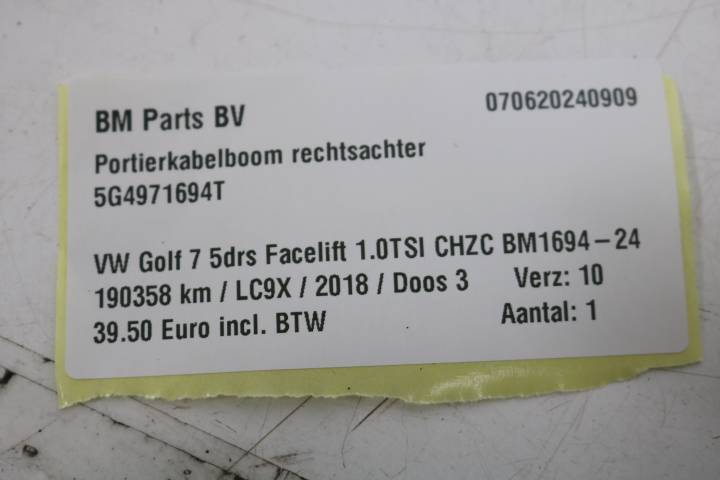 BM Parts BV 070620240909
Portierkabelboom rechtsachter
5G4971694T
VW Golf 7 5drs Facelift 1.0TSI CHZC BM1694-24
190358 km / LC9X / 2018 / Doos 3 Verz: 10
39.50 Euro incl. BTW Aantal: 1